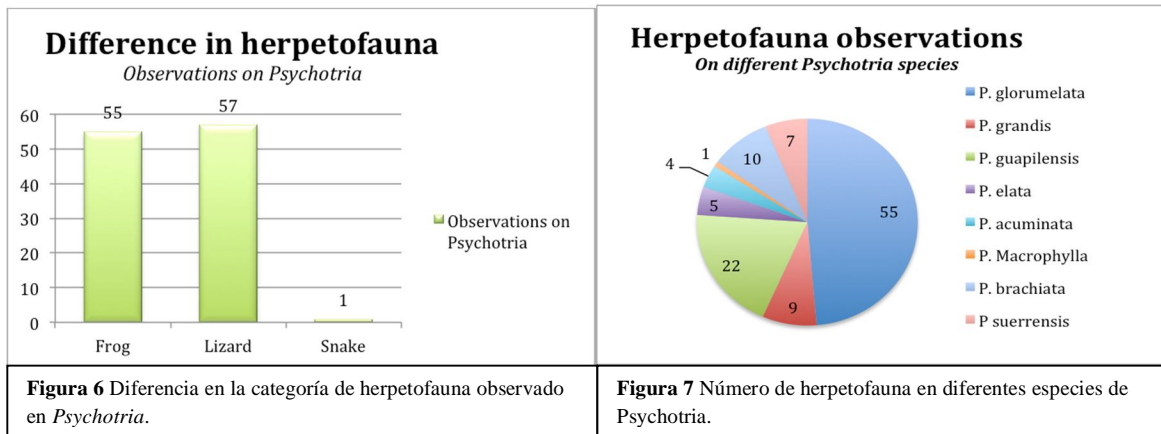 Difference in herpetofauna
Observations on Psychotria
60
50
40
30
20
10
0
55
57
1
Frog
Lizard
Snake
Observations on
Psychotria
Herpetofauna observations
On different Psychotria species
55
9
22
5
4
1
10
7
P. glorumelata
P. grandis
P. guapilensis
P. elata
P. acuminata
P. Macrophylla
P. brachiata
P suerrensis
Figura 6 Diferencia en la categoría de herpetofauna observado
en Psychotria.
Figura 7 Número de herpetofauna en diferentes especies de
Psychotria.